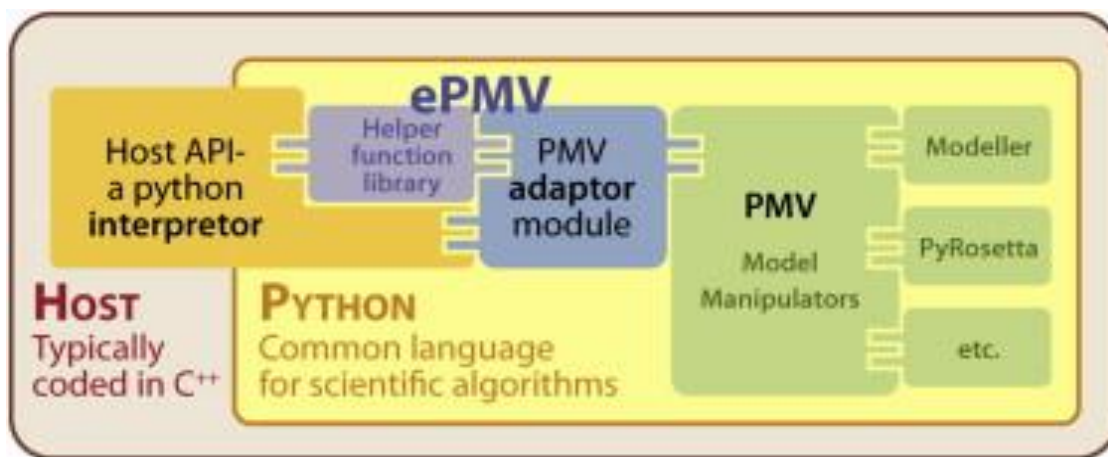 ePMV
Host API-
a python
interpretor
Helper
function
library
PMV
adaptor
module
PMV
Model
Manipulators
Modeller
PyRosetta
etc.
HOST
Typically
coded in C++
PYTHON
Common language
for scientific algorithms